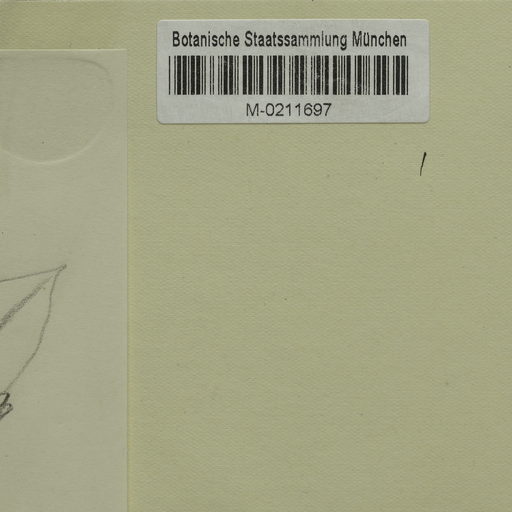 Botanische Staatssammlung München
M-0211697